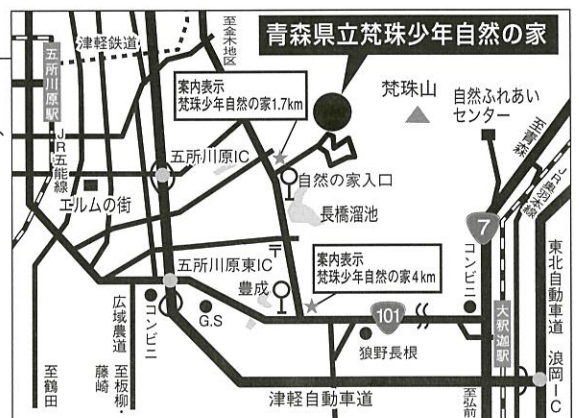 青森県立梵珠少年自然の家
津軽鉄道
至金木地区
五所川原駅
JR五能線
案内表示
梵珠少年自然の家1.7km
梵珠山
自然ふれあい
センター
至青森
JR奥羽本線
五所川原IC
自然の家入口
エルムの街
長橋溜池
7
五所川原東IC
〒
案内表示
梵珠少年自然の家4km
コンビニ
豊成
広域農道
コンビニ
G.S
101
大釈迦駅
東北自動車道
狼野長根
浪岡IC
至鶴田
至板柳・
藤崎
津軽自動車道
至弘前